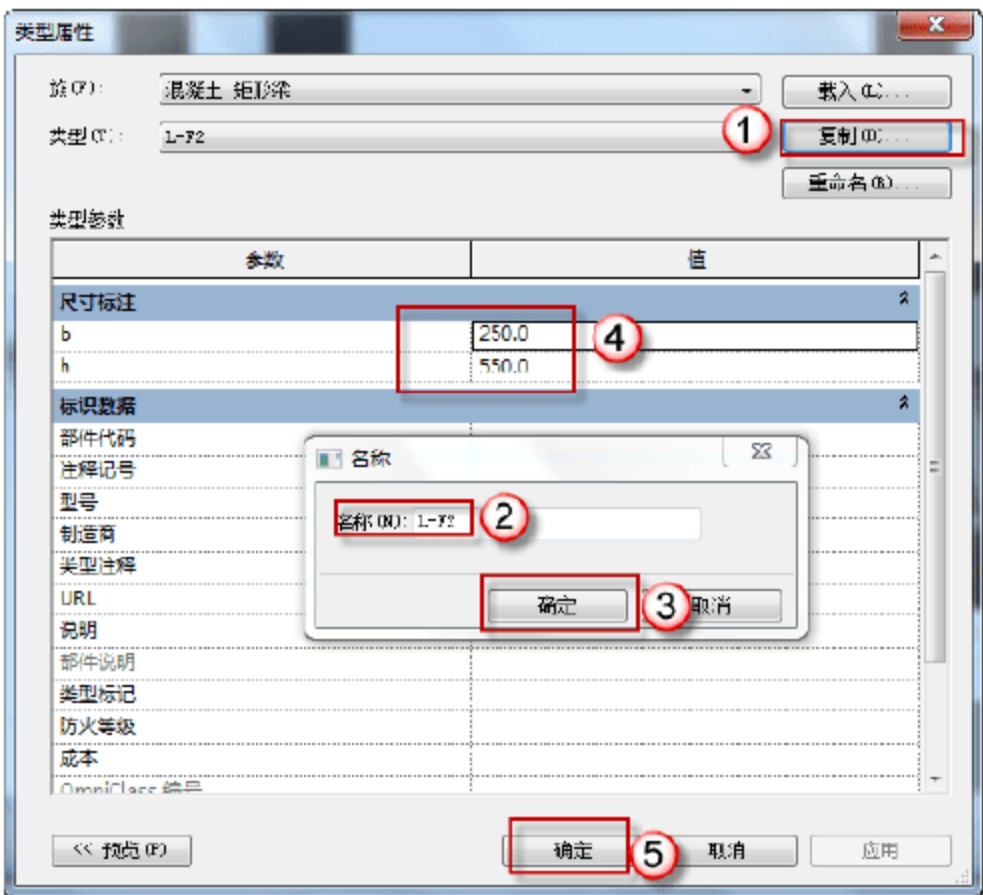 类型属性
族(F):
混凝土 矩形梁
载入(L)...
类型(T):
L-F2
①
复制(D)...
重命名(R)...
类型参数
参数 值
尺寸标注
b 250.0
④
h 550.0
标识数据
部件代码
注释记号
型号
制造商
类型注释
URL
说明
部件说明
类型标记
防火等级
成本
OmniClass 编号
名称
名称(N): L-F2
②
确定
③
取消
<< 预览(P)
确定
⑤
取消
应用